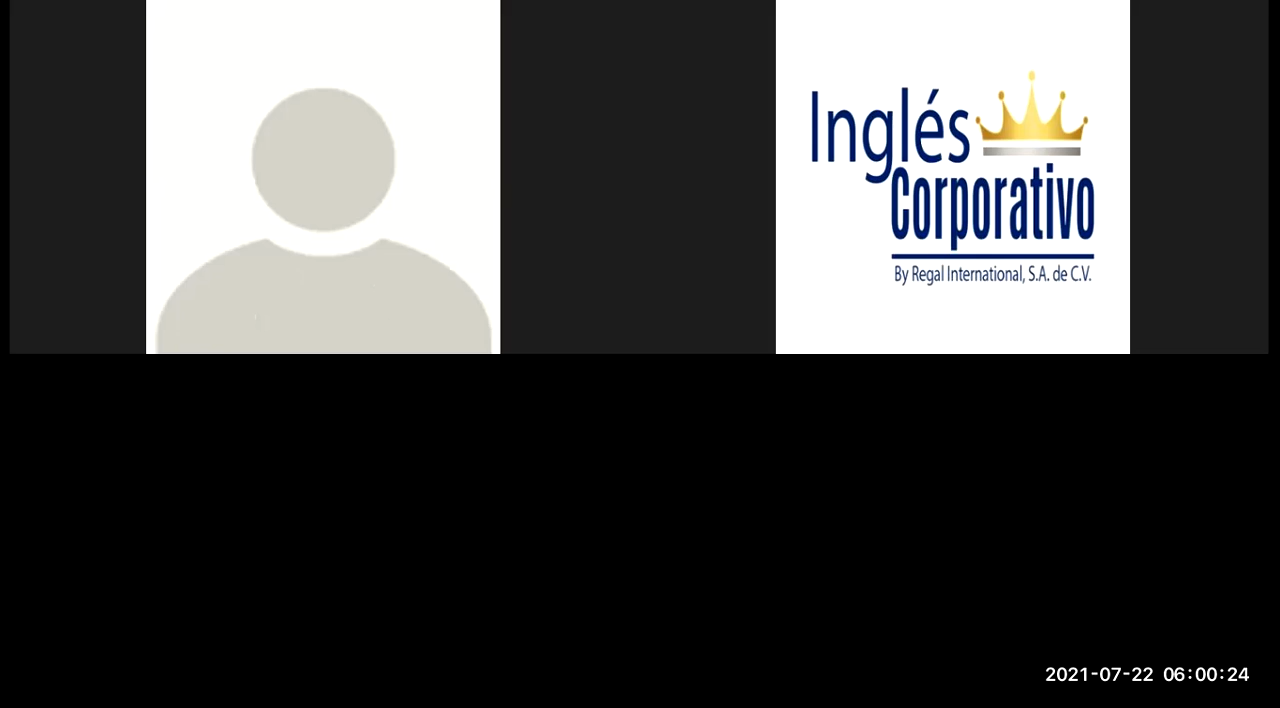 Inglés
Corporativo
By Regal International, S.A. de C.V.
2021-07-22 06:00:24